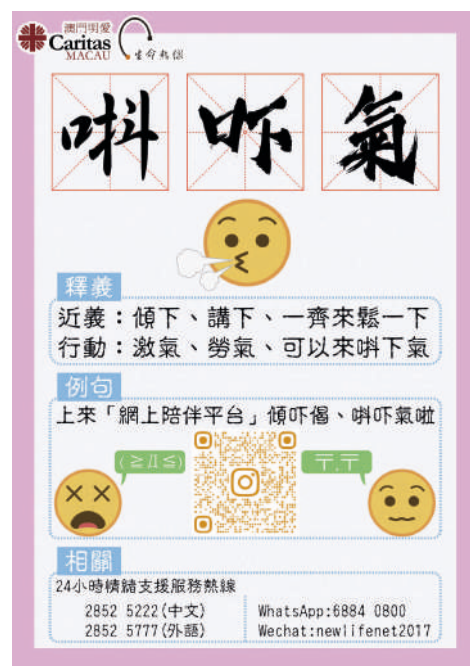 澳門明愛
Caritas
MACAU
生命熱線
唞吓氣
釋義
近義：傾下、講下、一齊來鬆一下
行動：激氣、勞氣、可以來唞下氣
例句
上來「網上陪伴平台」傾吓偈、唞吓氣啦
(≧Д≦)
〒.〒
相關
24小時情緒支援服務熱線
2852 5222(中文)
WhatsApp:6884 0800
2852 5777(外語)
Wechat:newlifenet2017